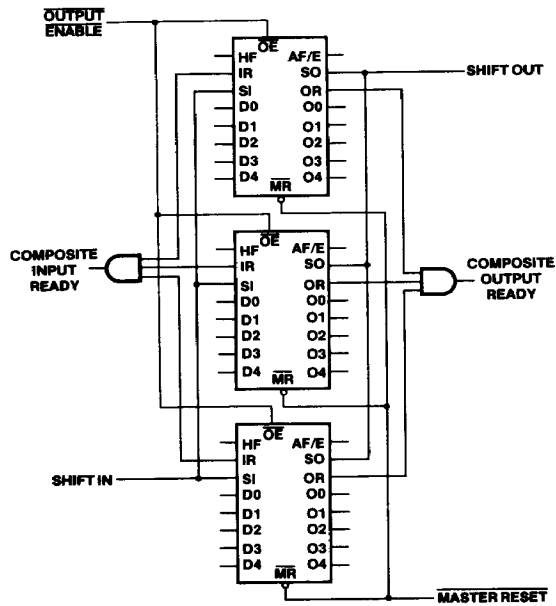 OUTPUT
ENABLE
OE
HF AF/E
IR SO SHIFT OUT
SI OR
D0 O0
D1 O1
D2 O2
D3 O3
D4 O4
MR
OE
HF AF/E
COMPOSITE
INPUT
READY
IR SO
SI OR
COMPOSITE
OUTPUT
READY
D0 O0
D1 O1
D2 O2
D3 O3
D4 O4
MR
OE
HF AF/E
IR SO
SHIFT IN SI OR
D0 O0
D1 O1
D2 O2
D3 O3
D4 O4
MR
MASTER RESET